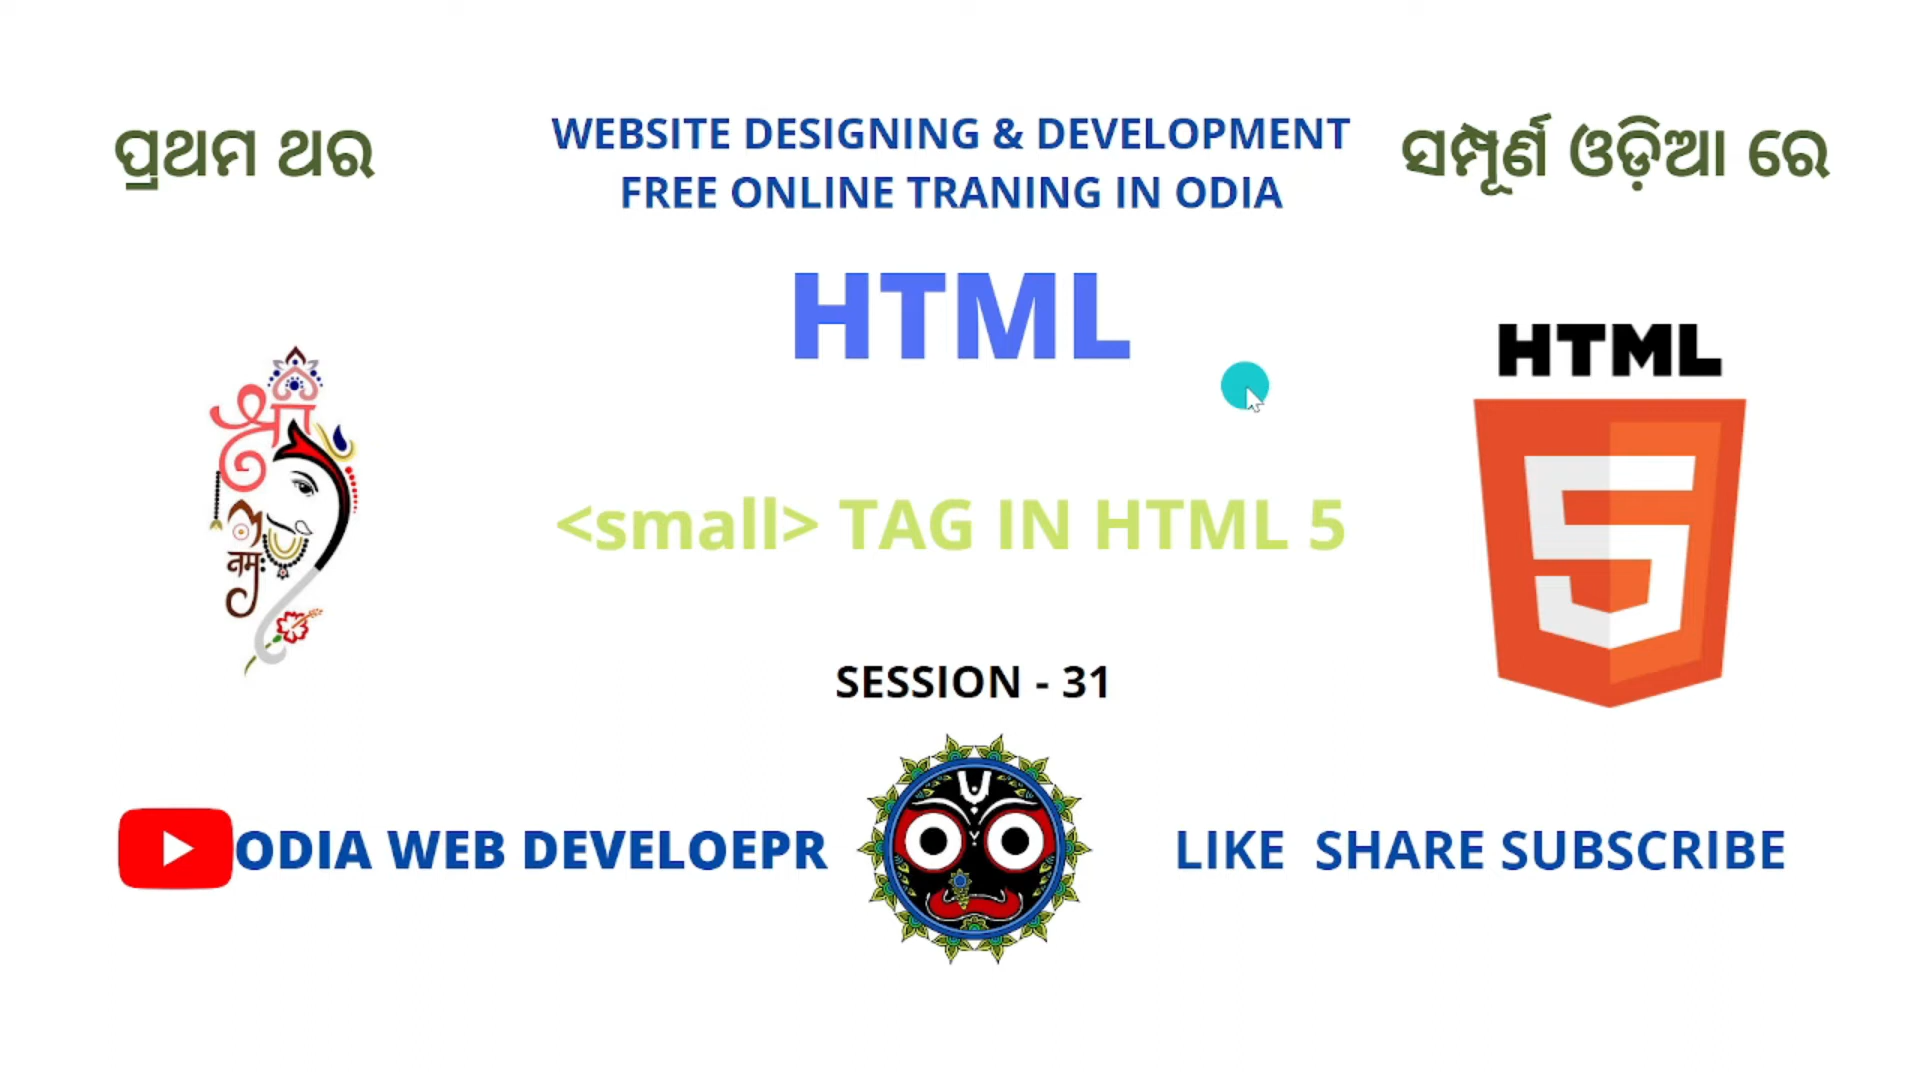 ପ୍ରଥମ ଥର
WEBSITE DESIGNING & DEVELOPMENT
FREE ONLINE TRANING IN ODIA
ସମ୍ପୂର୍ଣ ଓଡ଼ିଆ ରେ
HTML
HTML
<small> TAG IN HTML 5
SESSION - 31
ODIA WEB DEVELOEPR
LIKE SHARE SUBSCRIBE